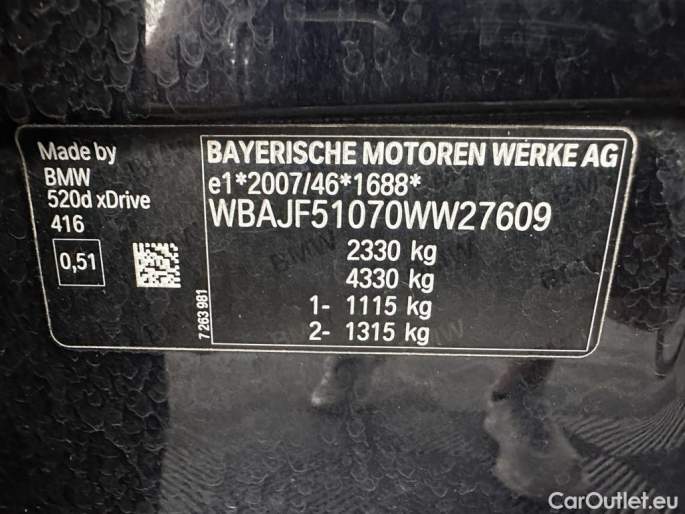 Made by
BMW
520d xDrive
416
0,51
7 263 981
BAYERISCHE MOTOREN WERKE AG
e1*2007/46*1688*
WBAJF51070WW27609
2330 kg
4330 kg
1- 1115 kg
2- 1315 kg
CarOutlet.eu